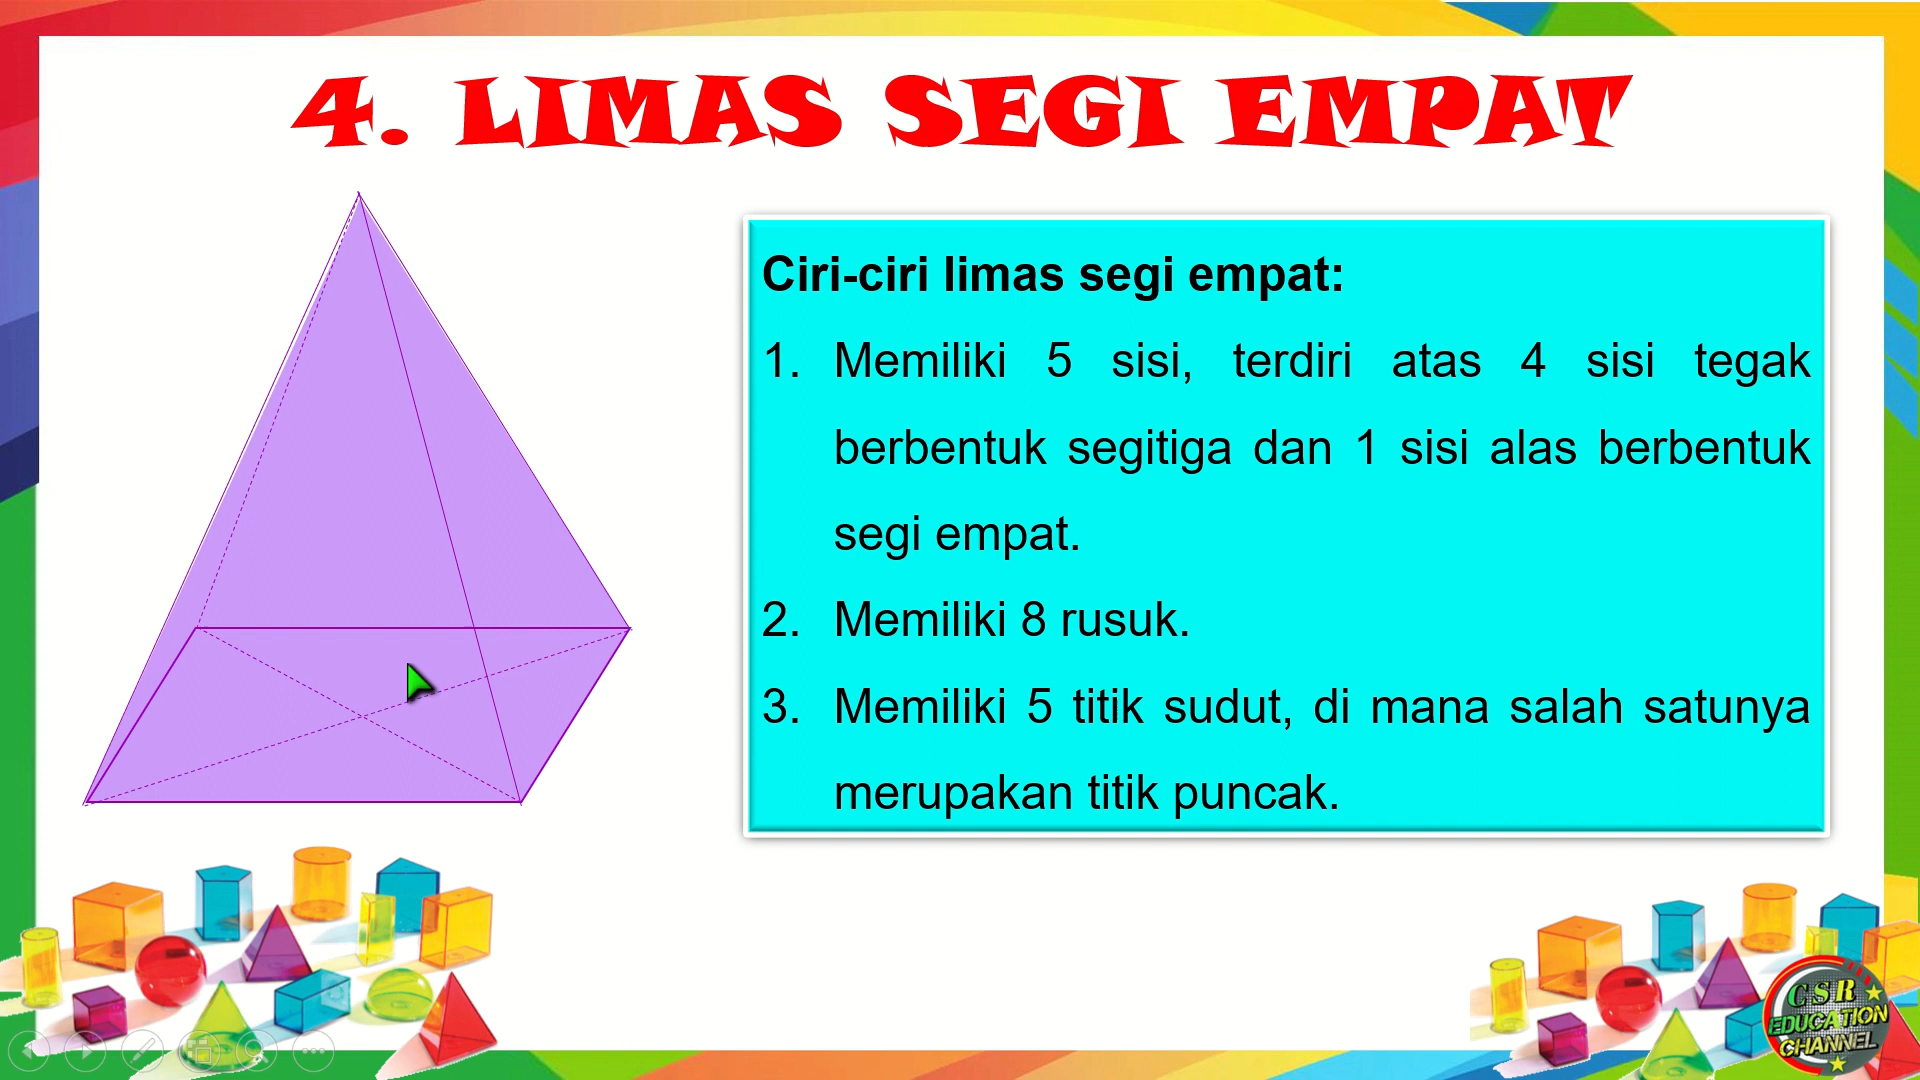 4. LIMAS SEGI EMPAT
Ciri-ciri limas segi empat:
1. Memiliki 5 sisi, terdiri atas 4 sisi tegak
berbentuk segitiga dan 1 sisi alas berbentuk
segi empat.
2. Memiliki 8 rusuk.
3. Memiliki 5 titik sudut, di mana salah satunya
merupakan titik puncak.
CSR
EDUCATION
CHANNEL